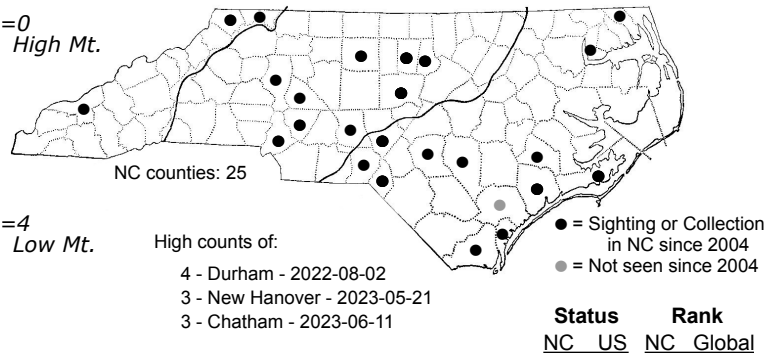 =0
High Mt.
NC counties: 25
=4
Low Mt.
High counts of:
4 - Durham - 2022-08-02
3 - New Hanover - 2023-05-21
3 - Chatham - 2023-06-11
= Sighting or Collection
in NC since 2004
= Not seen since 2004
Status Rank
NC US NC Global